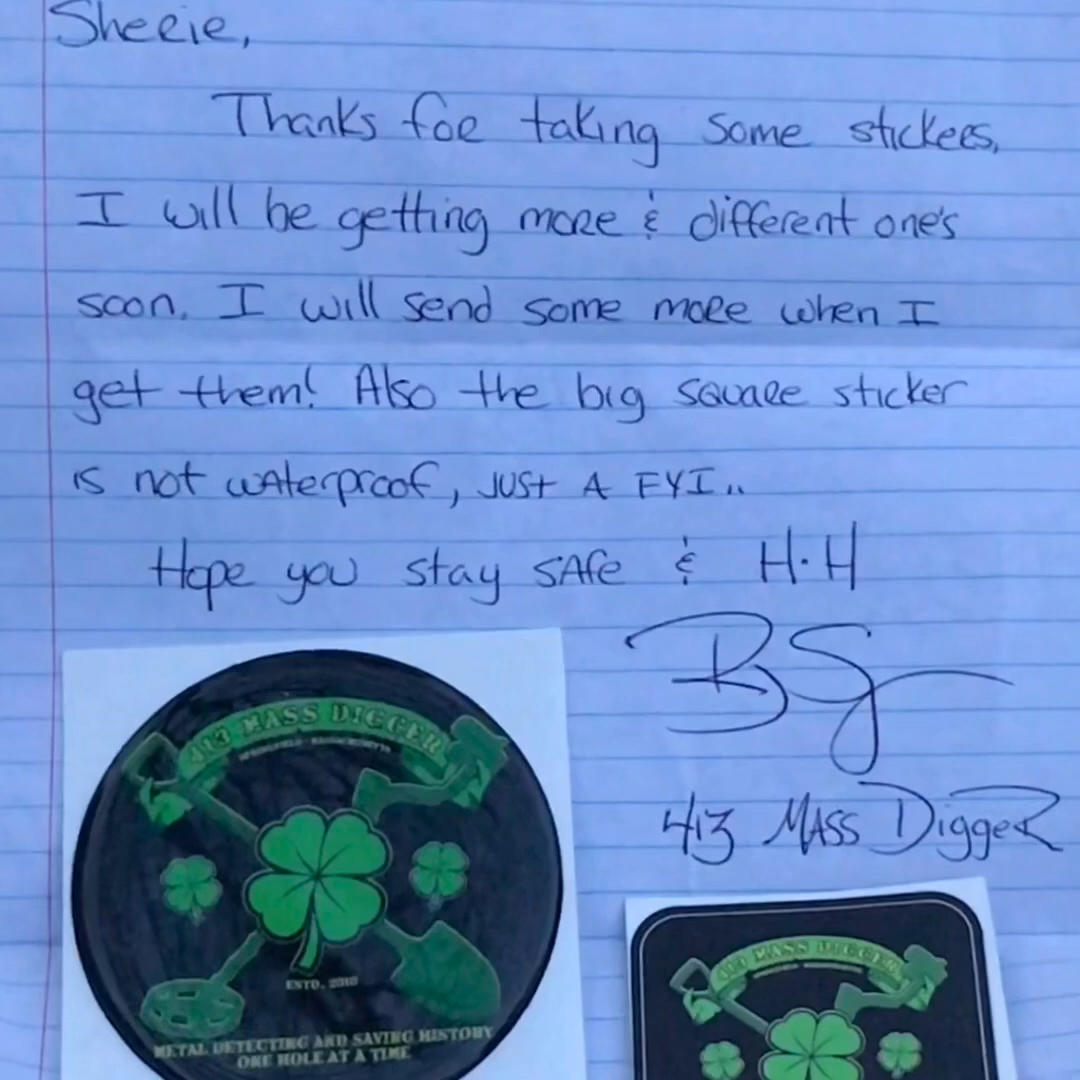 Sherie,
Thanks for taking some stickers,
I will be getting more & different one's
soon. I will send some more when I
get them! Also the big square sticker
is not waterproof, JUST A FYI..
Hope you stay safe & H·H
BS
413 MASS DiggeR
413 MASS DIGGER
ESTD.
METAL DETECTING AND SAVING HISTORY
ONE HOLE AT A TIME
413 MASS DIGGER